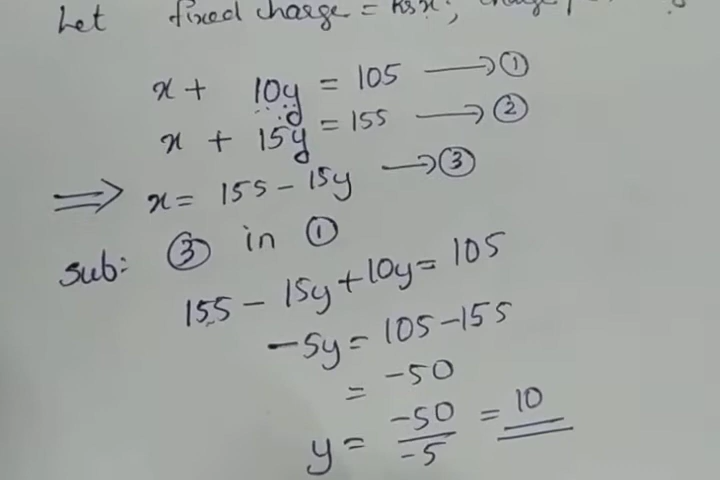 Let fixed charge = Rs x;
x + 10y = 105 → ①
x + 15y = 155 → ②
⇒ x = 155 - 15y → ③
sub: ③ in ①
155 - 15y + 10y = 105
-5y = 105 - 155
= -50
y = -50/-5 = 10